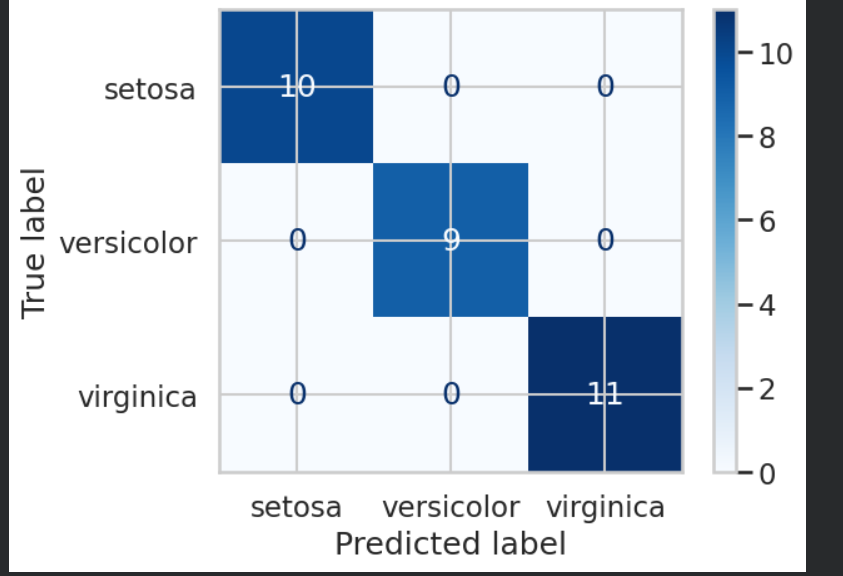 setosa 10 0 0
versicolor 0 9 0
virginica 0 0 11
setosa versicolor virginica
Predicted label
True label
10
8
6
4
2
0